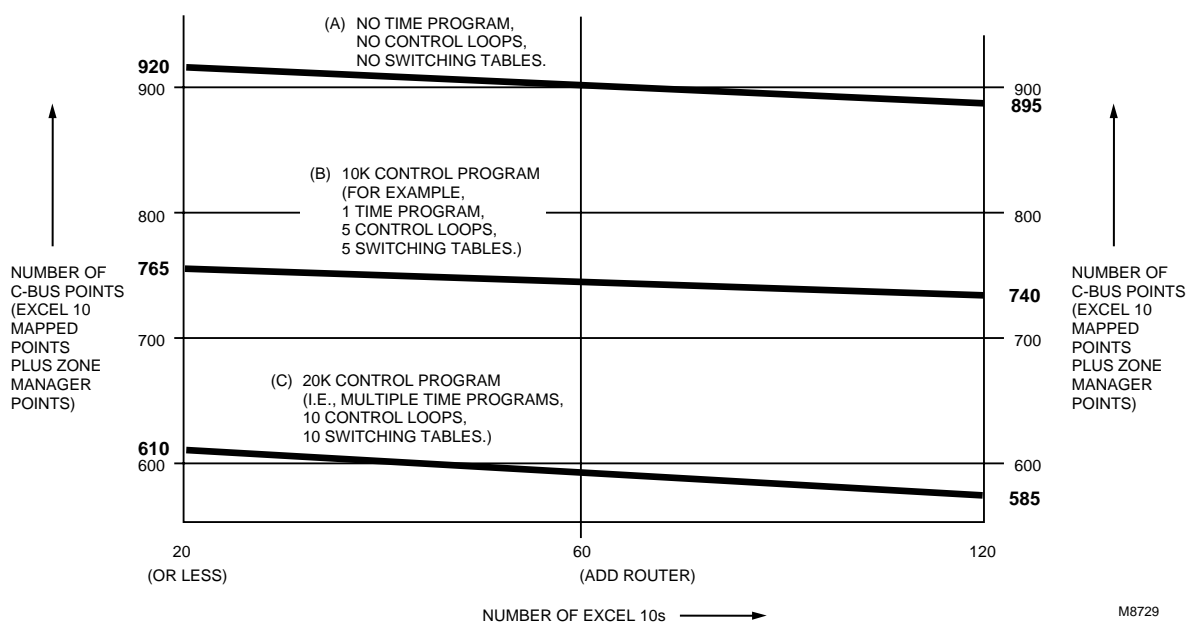 (A) NO TIME PROGRAM,
NO CONTROL LOOPS,
NO SWITCHING TABLES.
920
900
900
895
(B) 10K CONTROL PROGRAM
(FOR EXAMPLE,
1 TIME PROGRAM,
5 CONTROL LOOPS,
5 SWITCHING TABLES.)
800
800
765
740
NUMBER OF
C-BUS POINTS
(EXCEL 10
MAPPED
POINTS
PLUS ZONE
MANAGER
POINTS)
NUMBER OF
C-BUS POINTS
(EXCEL 10
MAPPED
POINTS
PLUS ZONE
MANAGER
POINTS)
700
700
(C) 20K CONTROL PROGRAM
(I.E., MULTIPLE TIME PROGRAMS,
10 CONTROL LOOPS,
10 SWITCHING TABLES.)
610
600
600
585
20
(OR LESS)
60
(ADD ROUTER)
120
NUMBER OF EXCEL 10s
M8729